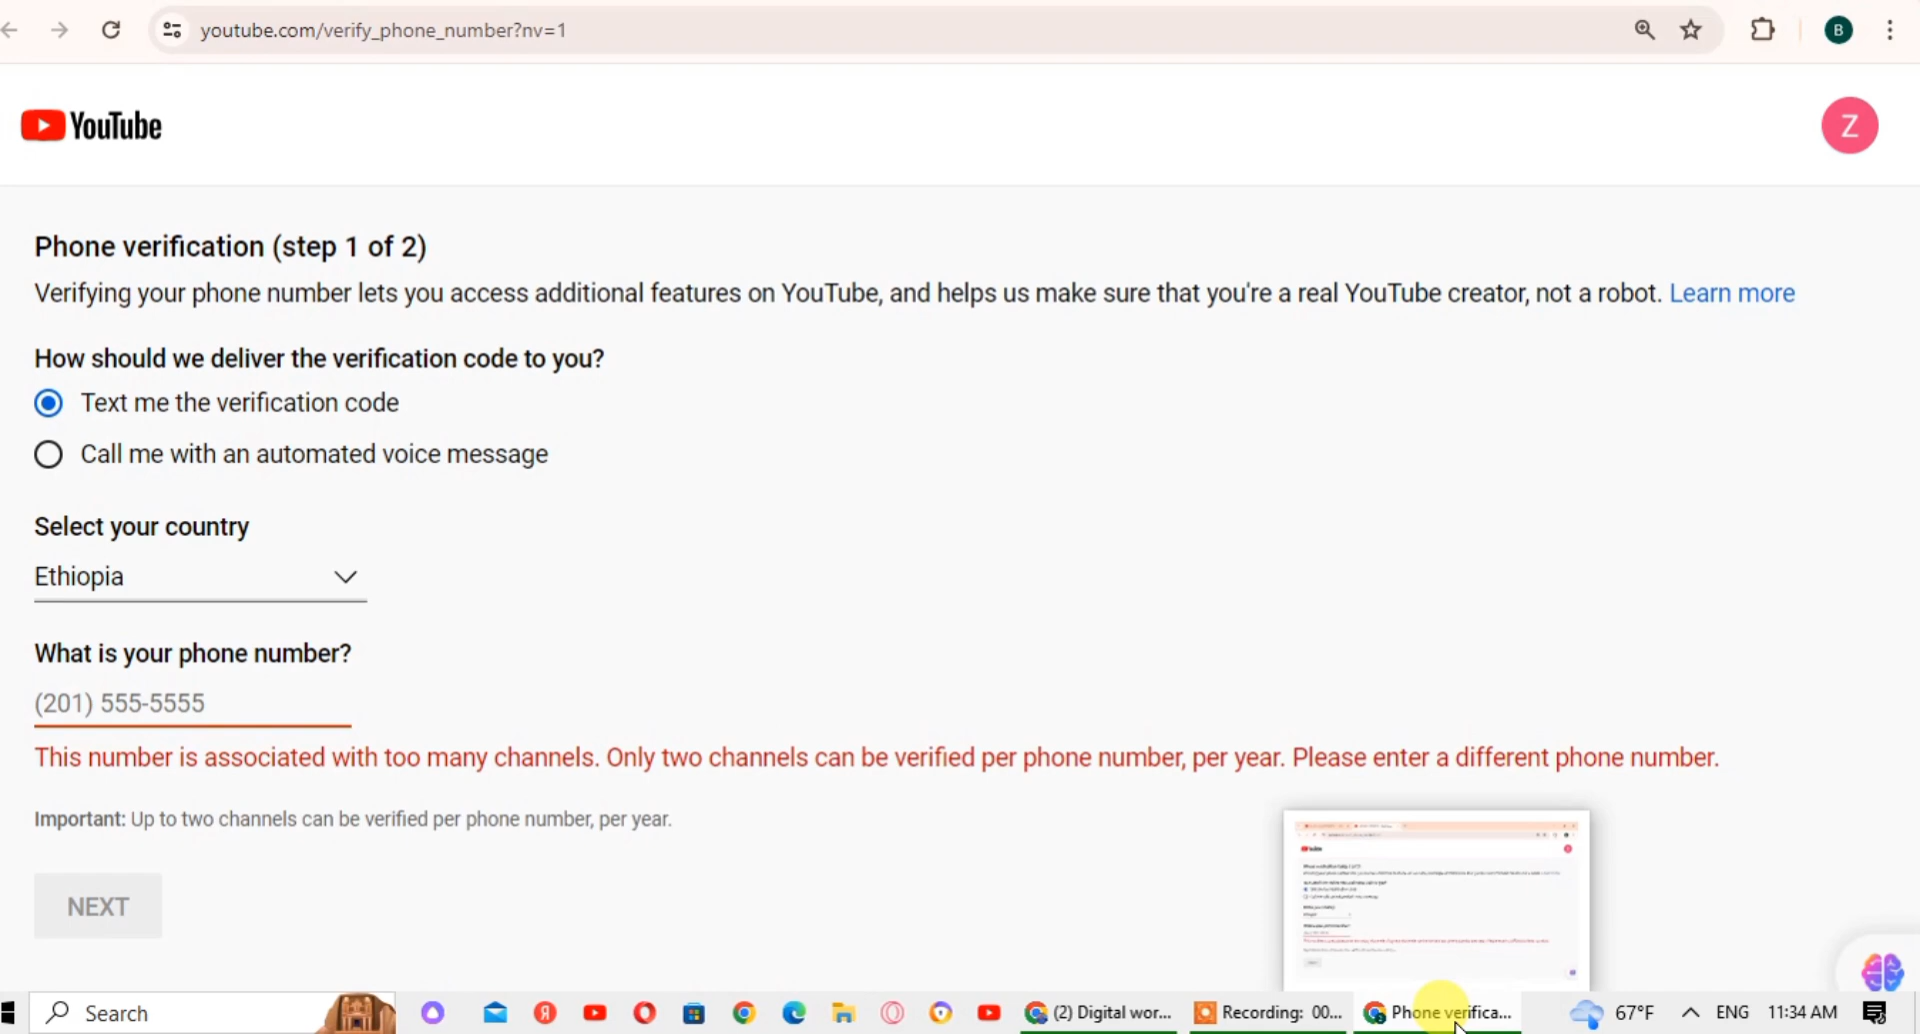 youtube.com/verify_phone_number?nv=1
B
YouTube
Z
Phone verification (step 1 of 2)
Verifying your phone number lets you access additional features on YouTube, and helps us make sure that you're a real YouTube creator, not a robot. Learn more
How should we deliver the verification code to you?
Text me the verification code
Call me with an automated voice message
Select your country
Ethiopia
What is your phone number?
(201) 555-5555
This number is associated with too many channels. Only two channels can be verified per phone number, per year. Please enter a different phone number.
Important: Up to two channels can be verified per phone number, per year.
NEXT
Search
(2) Digital wor...
Recording: 00...
Phone verifica...
67°F
ENG
11:34 AM